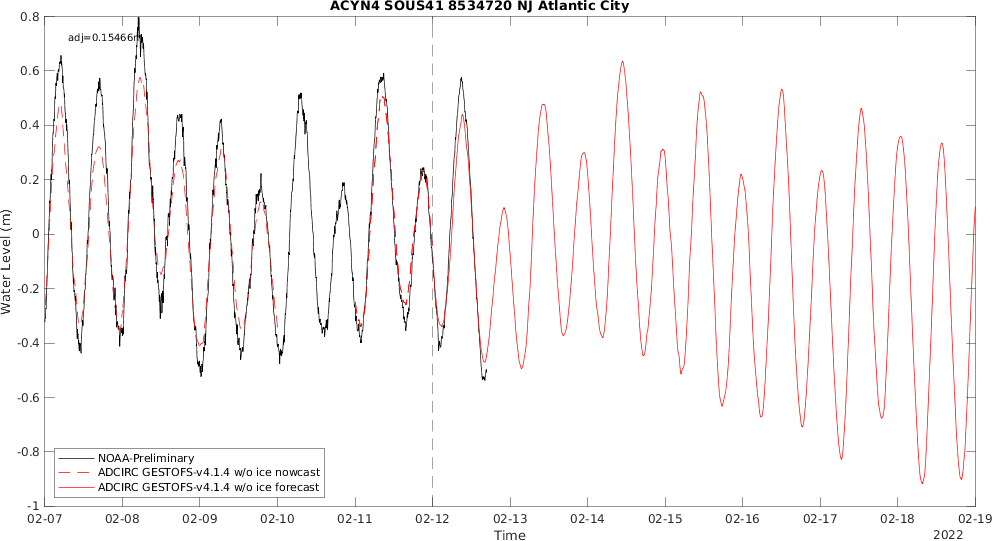 ACYN4 SOUS41 8534720 NJ Atlantic City
adj=0.15466m
Water Level (m)
0.8
0.6
0.4
0.2
0
-0.2
-0.4
-0.6
-0.8
-1
NOAA-Preliminary
ADCIRC GESTOFS-v4.1.4 w/o ice nowcast
ADCIRC GESTOFS-v4.1.4 w/o ice forecast
02-07 02-08 02-09 02-10 02-11 02-12 02-13 02-14 02-15 02-16 02-17 02-18 02-19
Time
2022